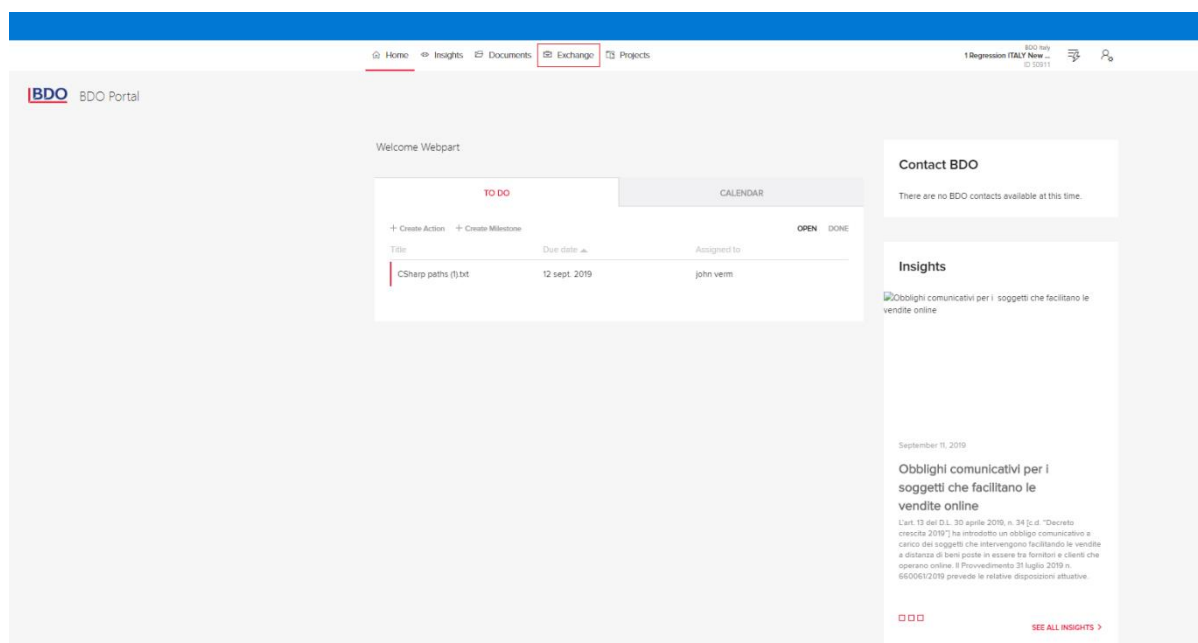 Home Insights Documents Exchange Projects
BDO Italy
1 Regression ITALY New ...
ID 50811
BDO BDO Portal
Welcome Webpart
TO DO CALENDAR
+ Create Action + Create Milestone OPEN DONE
Title Due date Assigned to
CSharp paths (1).txt 12 sept. 2019 john verm
Contact BDO
There are no BDO contacts available at this time.
Insights
Obblighi comunicativi per i soggetti che facilitano le
vendite online
September 11, 2019
Obblighi comunicativi per i
soggetti che facilitano le
vendite online
L'art. 13 del D.L. 30 aprile 2019, n. 34 [c.d. "Decreto
crescita 2019"] ha introdotto un obbligo comunicativo a
carico dei soggetti che intervengono facilitando le vendite
a distanza di beni poste in essere tra fornitori e clienti che
operano online. Il Provvedimento 31 luglio 2019 n.
660061/2019 prevede le relative disposizioni attuative.
SEE ALL INSIGHTS >